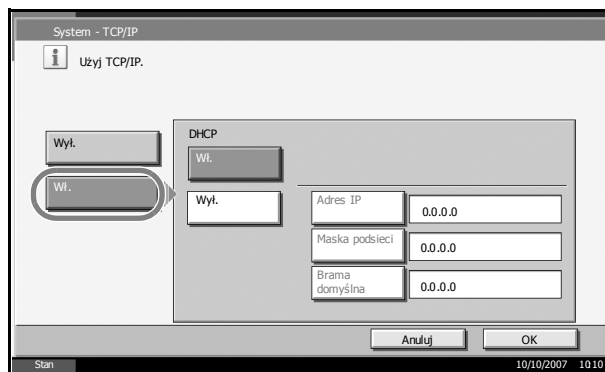 System - TCP/IP
Użyj TCP/IP.
Wył.
Wł.
DHCP
Wł.
Wył.
Adres IP
0.0.0.0
Maska podsieci
0.0.0.0
Brama
domyślna
0.0.0.0
Anuluj
OK
Stan
10/10/2007 10:10